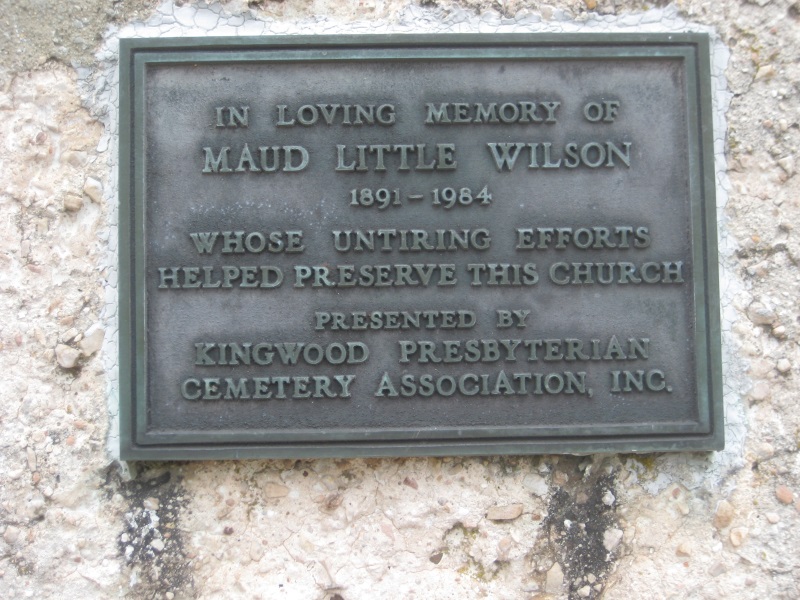 IN LOVING MEMORY OF
MAUD LITTLE WILSON
1891 – 1984
WHOSE UNTIRING EFFORTS
HELPED PRESERVE THIS CHURCH
PRESENTED BY
KINGWOOD PRESBYTERIAN
CEMETERY ASSOCIATION, INC.